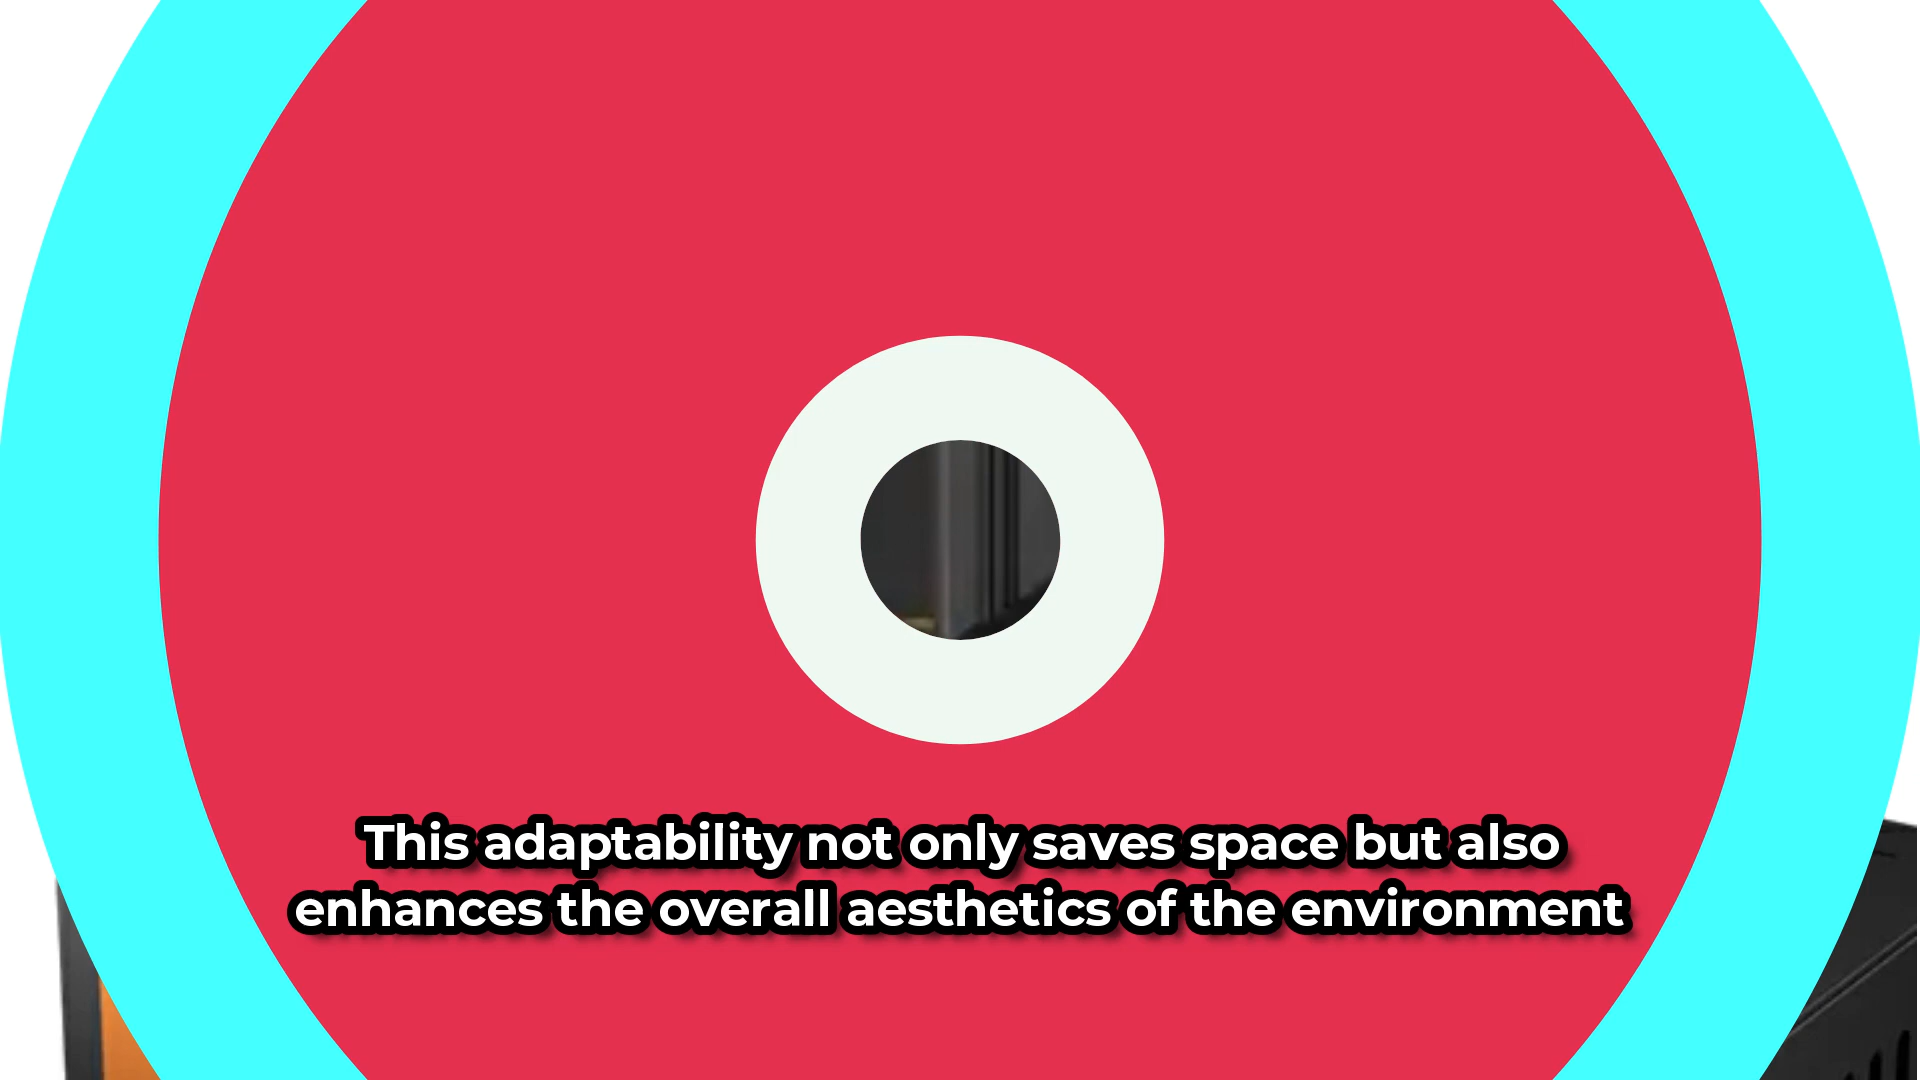 This adaptability not only saves space but also
enhances the overall aesthetics of the environment